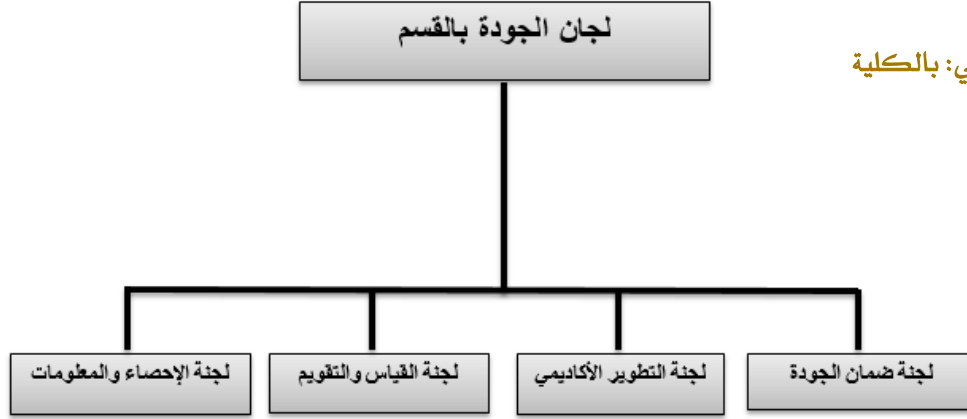 لجان الجودة بالقسم
ي: بالكلية
لجنة ضمان الجودة
لجنة التطوير الأكاديمي
لجنة القياس والتقويم
لجنة الإحصاء والمعلومات